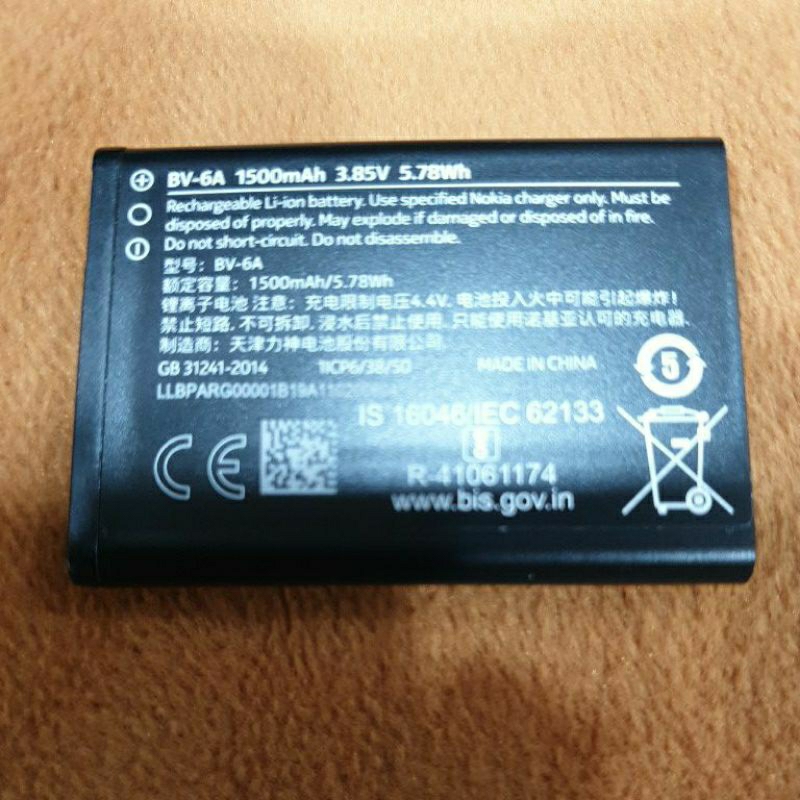 BV-6A 1500mAh 3.85V 5.78Wh
Rechargeable Li-ion battery. Use specified Nokia charger only. Must be
disposed of properly. May explode if damaged or disposed of in fire.
Do not short-circuit. Do not disassemble.
型号: BV-6A
额定容量: 1500mAh/5.78Wh
锂离子电池 注意: 充电限制电压4.4V. 电池投入火中可能引起爆炸!
禁止短路. 不可拆卸. 浸水后禁止使用. 只能使用诺基亚认可的充电器.
制造商: 天津力神电池股份有限公司
GB 31241-2014 1ICP6/38/50 MADE IN CHINA
5
LLBPARG00001B19A
IS 16046/IEC 62133
CE
R-41061174
www.bis.gov.in